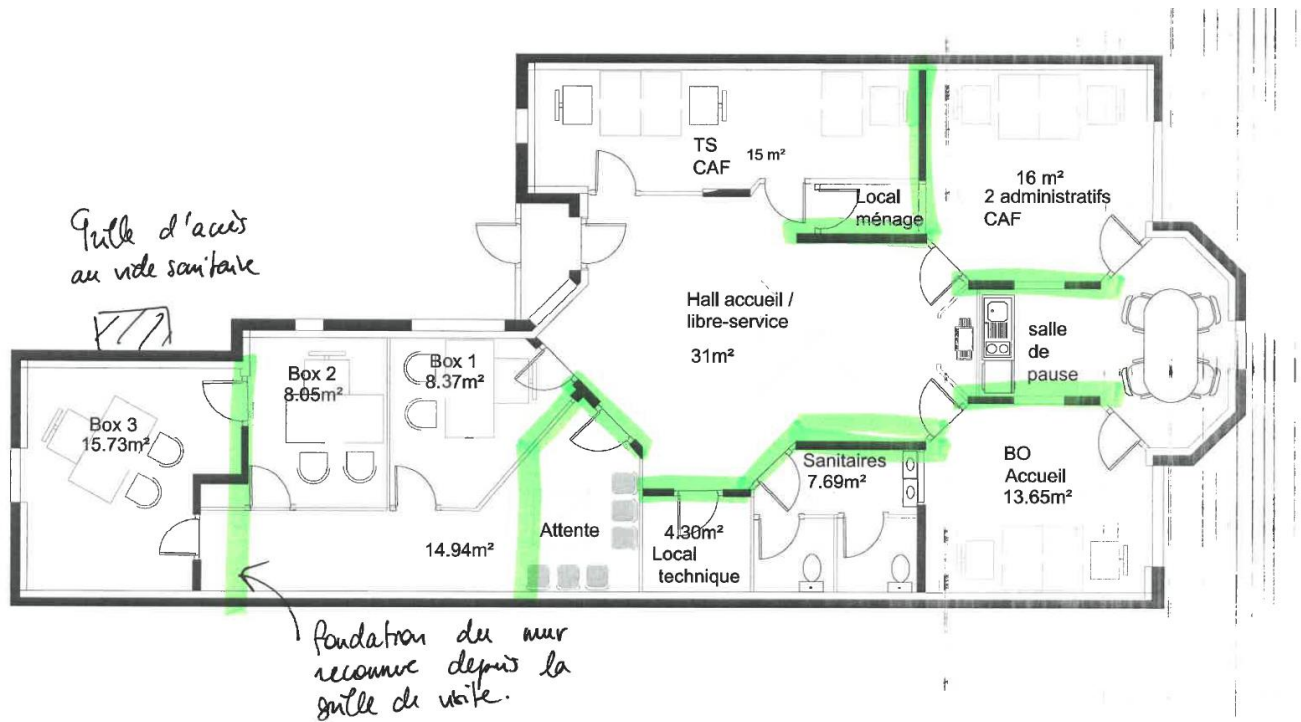 TS
CAF
15 m²
Local
ménage
16 m²
2 administratifs
CAF
Grille d'accès
au vide sanitaire
Hall accueil /
libre-service
31m²
salle
de
pause
Box 1
8.37m²
Box 2
8.05m²
Box 3
15.73m²
Sanitaires
7.69m²
BO
Accueil
13.65m²
Attente
14.94m²
4.30m²
Local
technique
fondation du mur
reconnue depuis la
grille de visite.